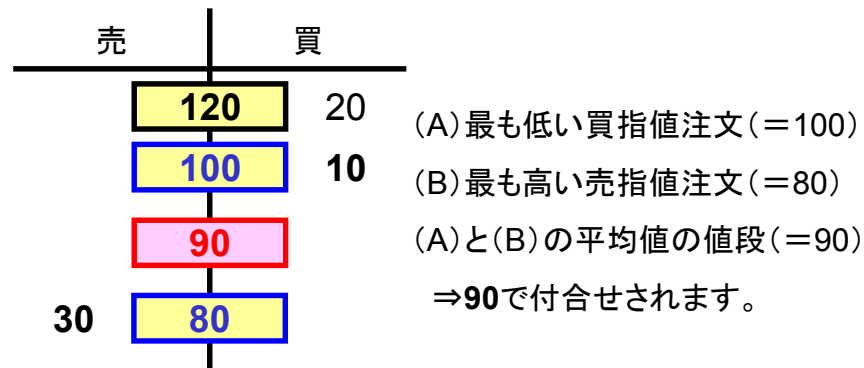 売 買
120 20
100 10
90
30 80
(A)最も低い買指値注文(=100)
(B)最も高い売指値注文(=80)
(A)と(B)の平均値の値段(=90)
⇒90で付合せされます。